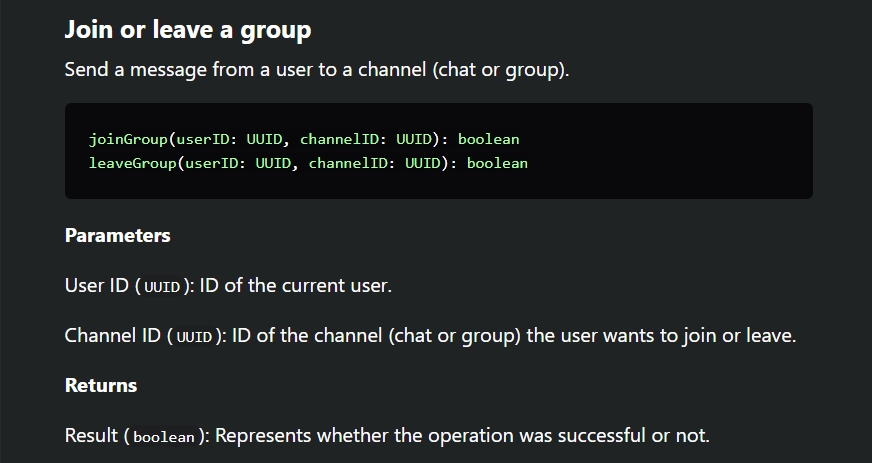 Join or leave a group
Send a message from a user to a channel (chat or group).
joinGroup(userID: UUID, channelID: UUID): boolean
leaveGroup(userID: UUID, channelID: UUID): boolean
Parameters
User ID (UUID): ID of the current user.
Channel ID (UUID): ID of the channel (chat or group) the user wants to join or leave.
Returns
Result (boolean): Represents whether the operation was successful or not.